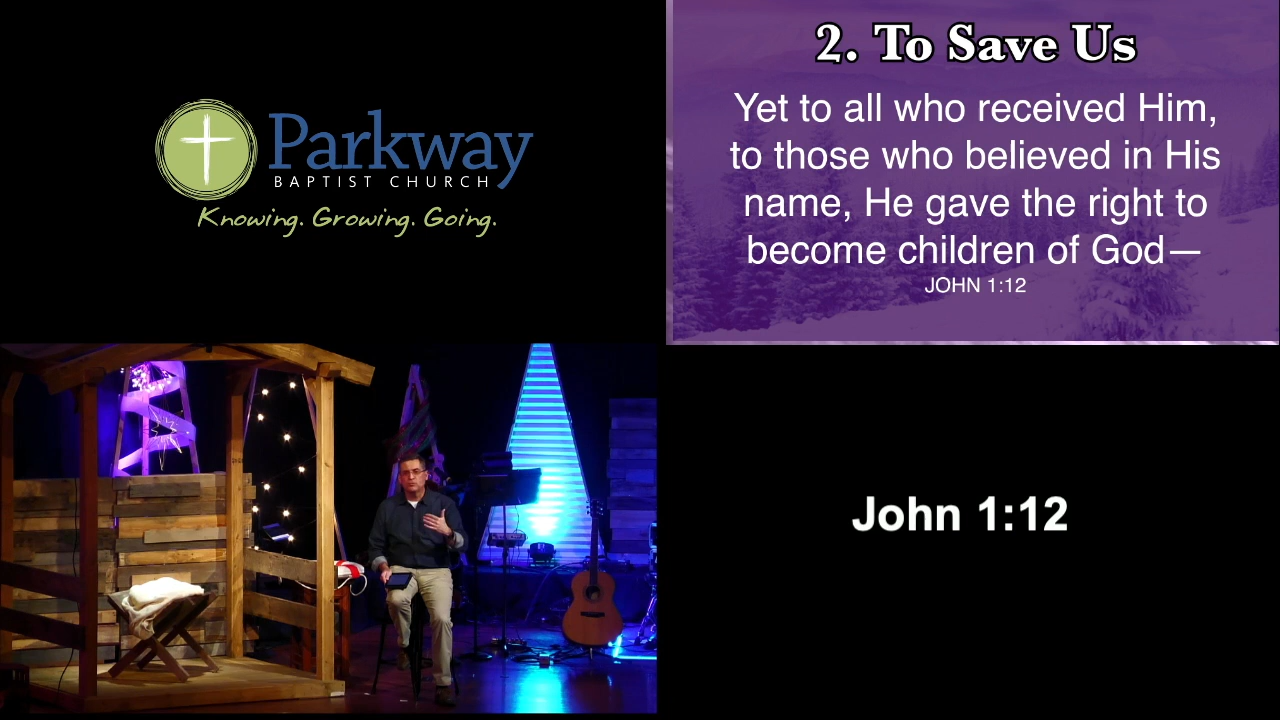 Parkway
BAPTIST CHURCH
Knowing. Growing. Going.
2. To Save Us
Yet to all who received Him,
to those who believed in His
name, He gave the right to
become children of God—
JOHN 1:12
John 1:12